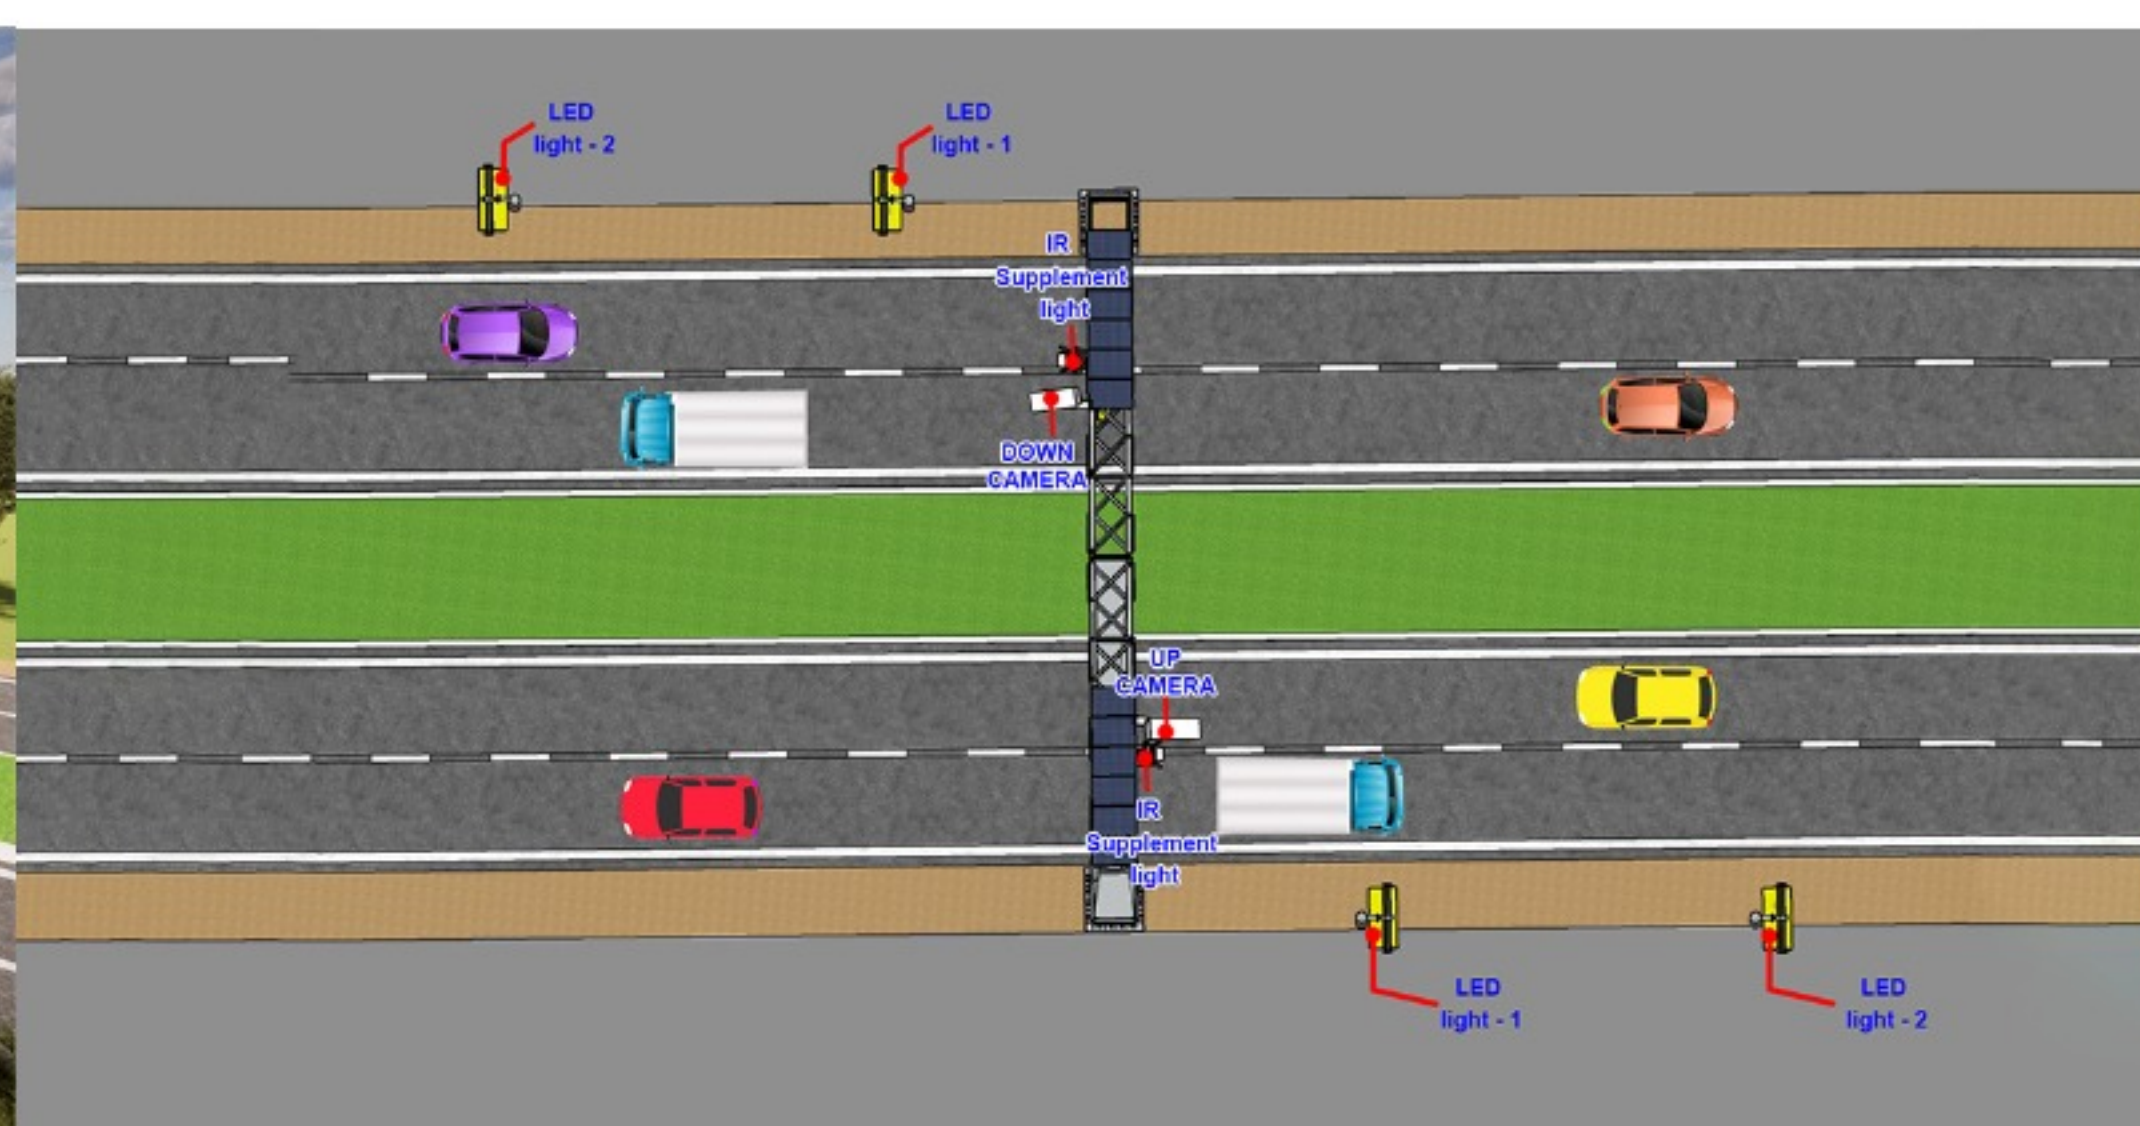 LED
light - 2
LED
light - 1
IR
Supplement
light
DOWN
CAMERA
UP
CAMERA
IR
Supplement
light
LED
light - 1
LED
light - 2